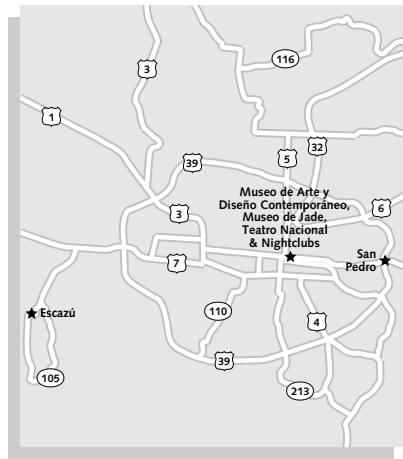 3
116
1
5
32
39
Museo de Arte y
Diseño Contemporáneo,
Museo de Jade,
Teatro Nacional
& Nightclubs
6
3
San
Pedro
7
Escazú
110
4
39
105
213